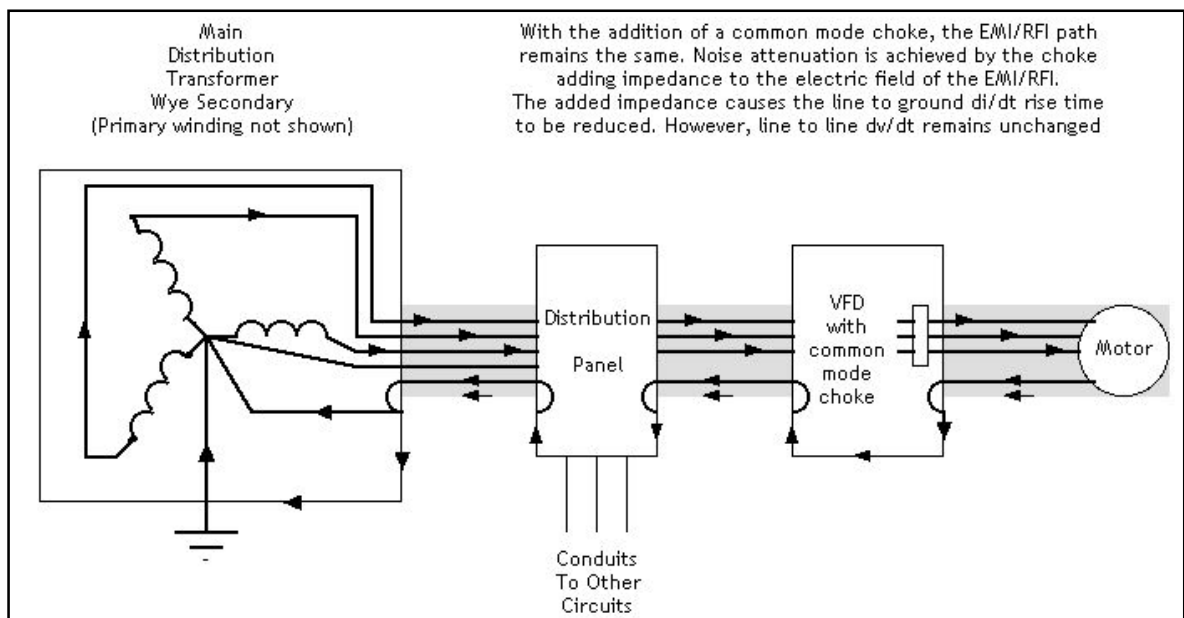 Main
Distribution
Transformer
Wye Secondary
(Primary winding not shown)
With the addition of a common mode choke, the EMI/RFI path
remains the same. Noise attenuation is achieved by the choke
adding impedance to the electric field of the EMI/RFI.
The added impedance causes the line to ground di/dt rise time
to be reduced. However, line to line dv/dt remains unchanged
Distribution
Panel
VFD
with
common
mode
choke
Motor
Conduits
To Other
Circuits